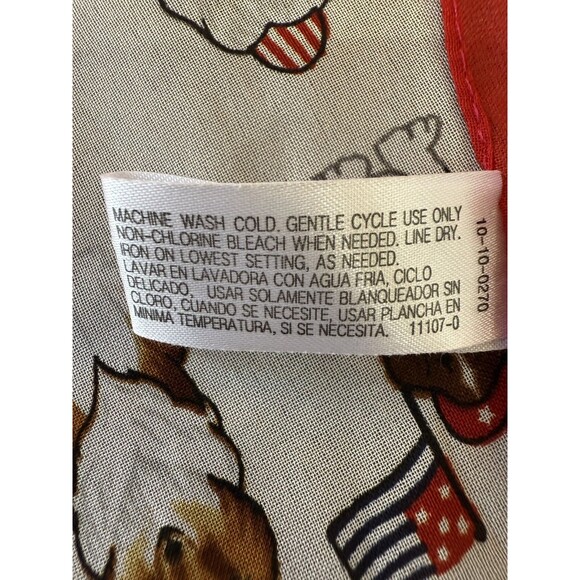 MACHINE WASH COLD. GENTLE CYCLE USE ONLY
NON-CHLORINE BLEACH WHEN NEEDED. LINE DRY.
IRON ON LOWEST SETTING, AS NEEDED.
LAVAR EN LAVADORA CON AGUA FRIA, CICLO
DELICADO, USAR SOLAMENTE BLANQUEADOR SIN
CLORO, CUANDO SE NECESITE, USAR PLANCHA EN
MINIMA TEMPERATURA, SI SE NECESITA. 11107-0
10-10-0270